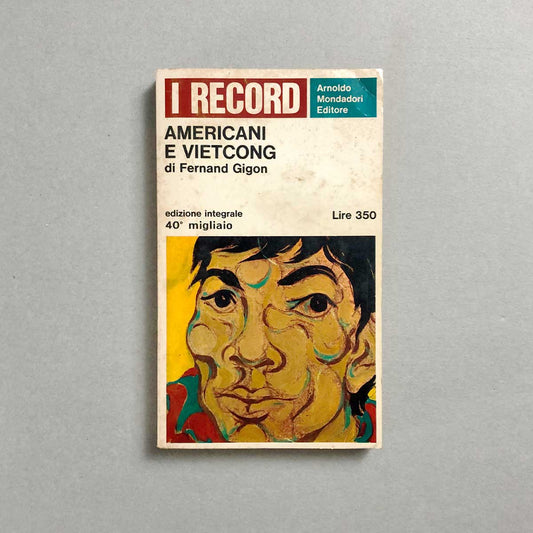 I RECORD
Arnoldo
Mondadori
Editore
AMERICANI
E VIETCONG
di Fernand Gigon
edizione integrale
40° migliaio
Lire 350